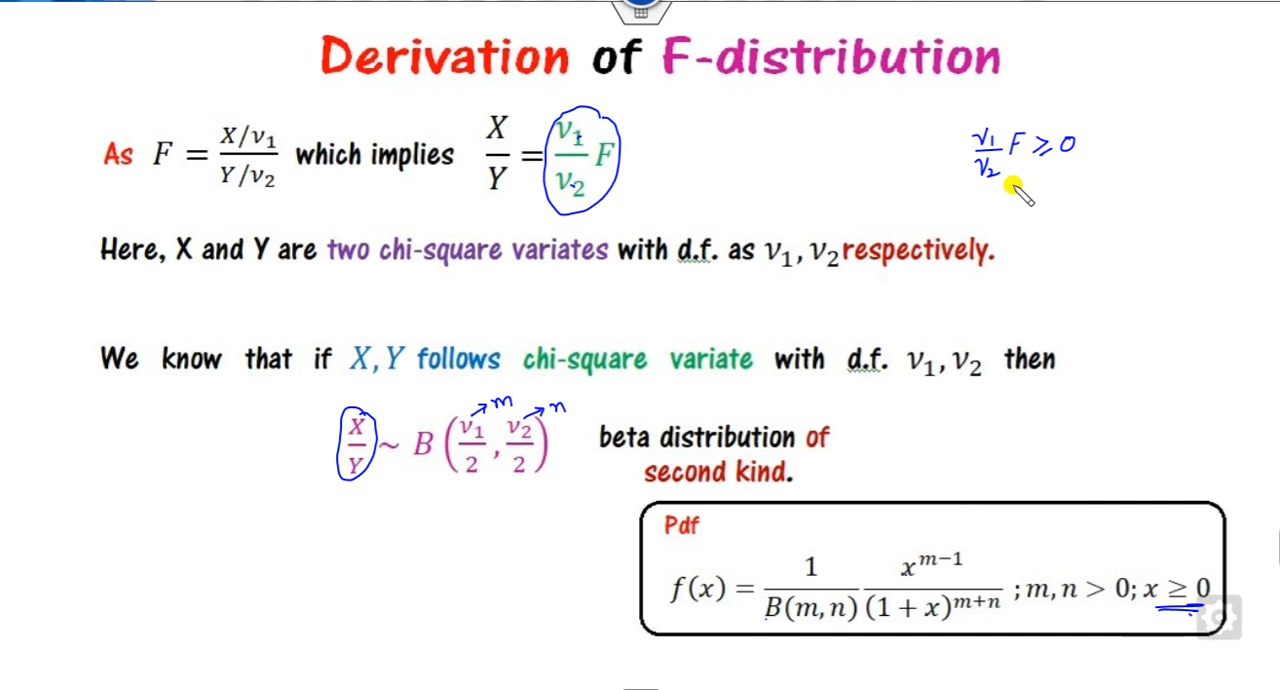 Derivation of F-distribution
As F = (X/ν₁)/(Y/ν₂) which implies X/Y = (ν₁/ν₂) F
ν₁/ν₂ F ≥ 0
Here, X and Y are two chi-square variates with d.f. as ν₁, ν₂ respectively.
We know that if X, Y follows chi-square variate with d.f. ν₁, ν₂ then
→ m → n
X/Y ~ B (ν₁/2, ν₂/2) beta distribution of
second kind.
Pdf
f(x) = 1/B(m, n) x^(m−1)/(1 + x)^(m+n) ; m, n > 0; x ≥ 0